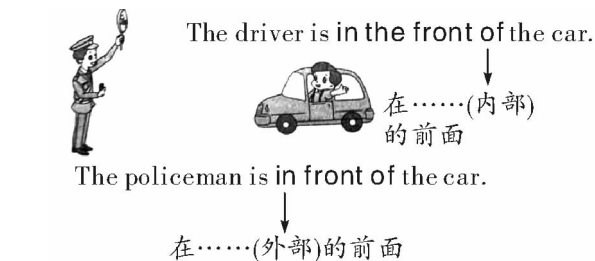 The driver is in the front of the car.
在……(内部)
的前面
The policeman is in front of the car.
在……(外部)的前面